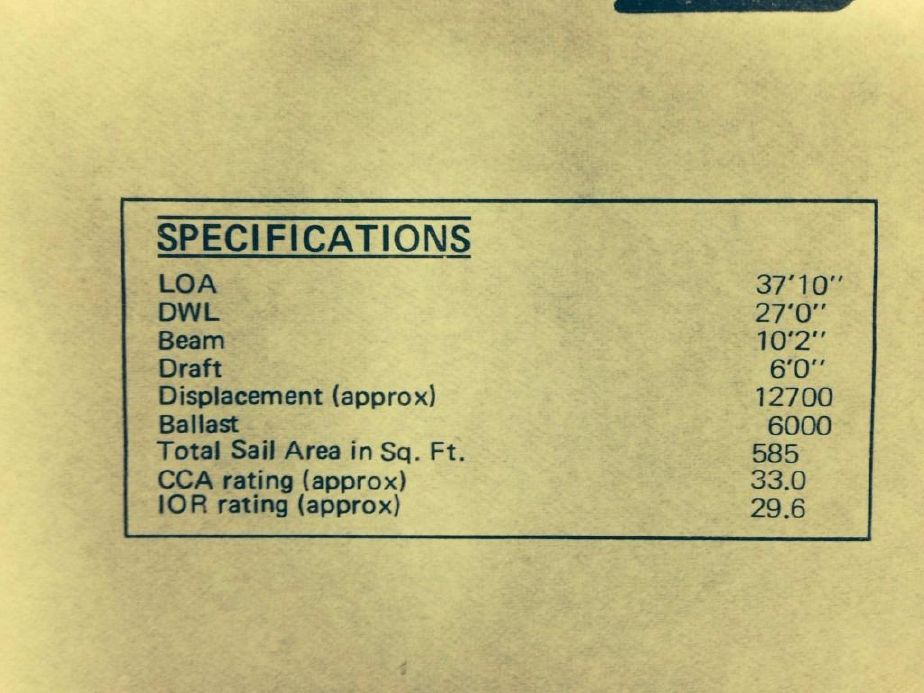 SPECIFICATIONS
LOA 37'10''
DWL 27'0''
Beam 10'2''
Draft 6'0''
Displacement (approx) 12700
Ballast 6000
Total Sail Area in Sq. Ft. 585
CCA rating (approx) 33.0
IOR rating (approx) 29.6